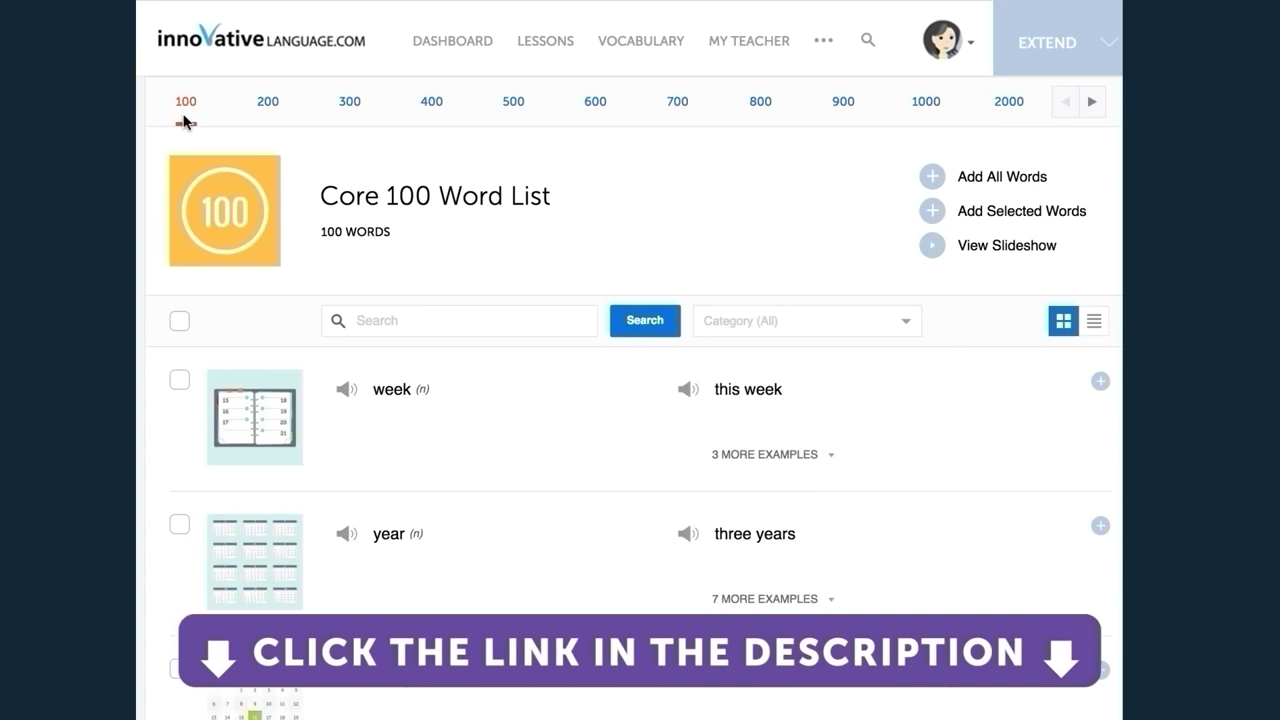 innovative LANGUAGE.COM
DASHBOARD LESSONS VOCABULARY MY TEACHER ••• EXTEND
100 200 300 400 500 600 700 800 900 1000 2000
100
Core 100 Word List
100 WORDS
Add All Words
Add Selected Words
View Slideshow
Search Search Category (All)
week (n) this week
3 MORE EXAMPLES
year (n) three years
7 MORE EXAMPLES
CLICK THE LINK IN THE DESCRIPTION